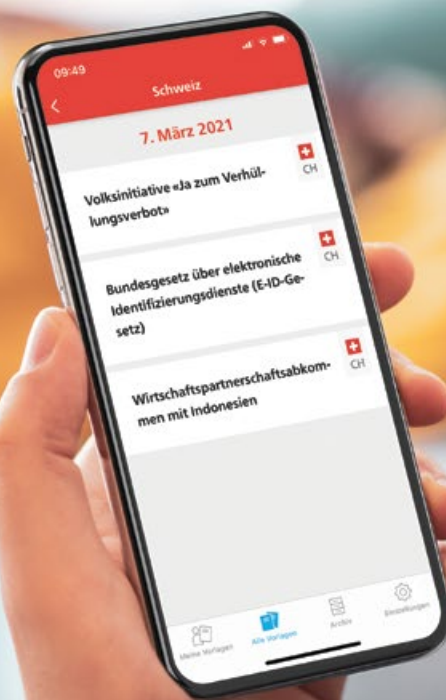 09:49
Schweiz
7. März 2021
Volksinitiative «Ja zum Verhül-
lungsverbot»
CH
Bundesgesetz über elektronische
Identifizierungsdienste (E-ID-Ge-
setz)
CH
Wirtschaftspartnerschaftsabkom-
men mit Indonesien
CH
Meine Vorlagen
Alle Vorlagen
Archiv
Einstellungen